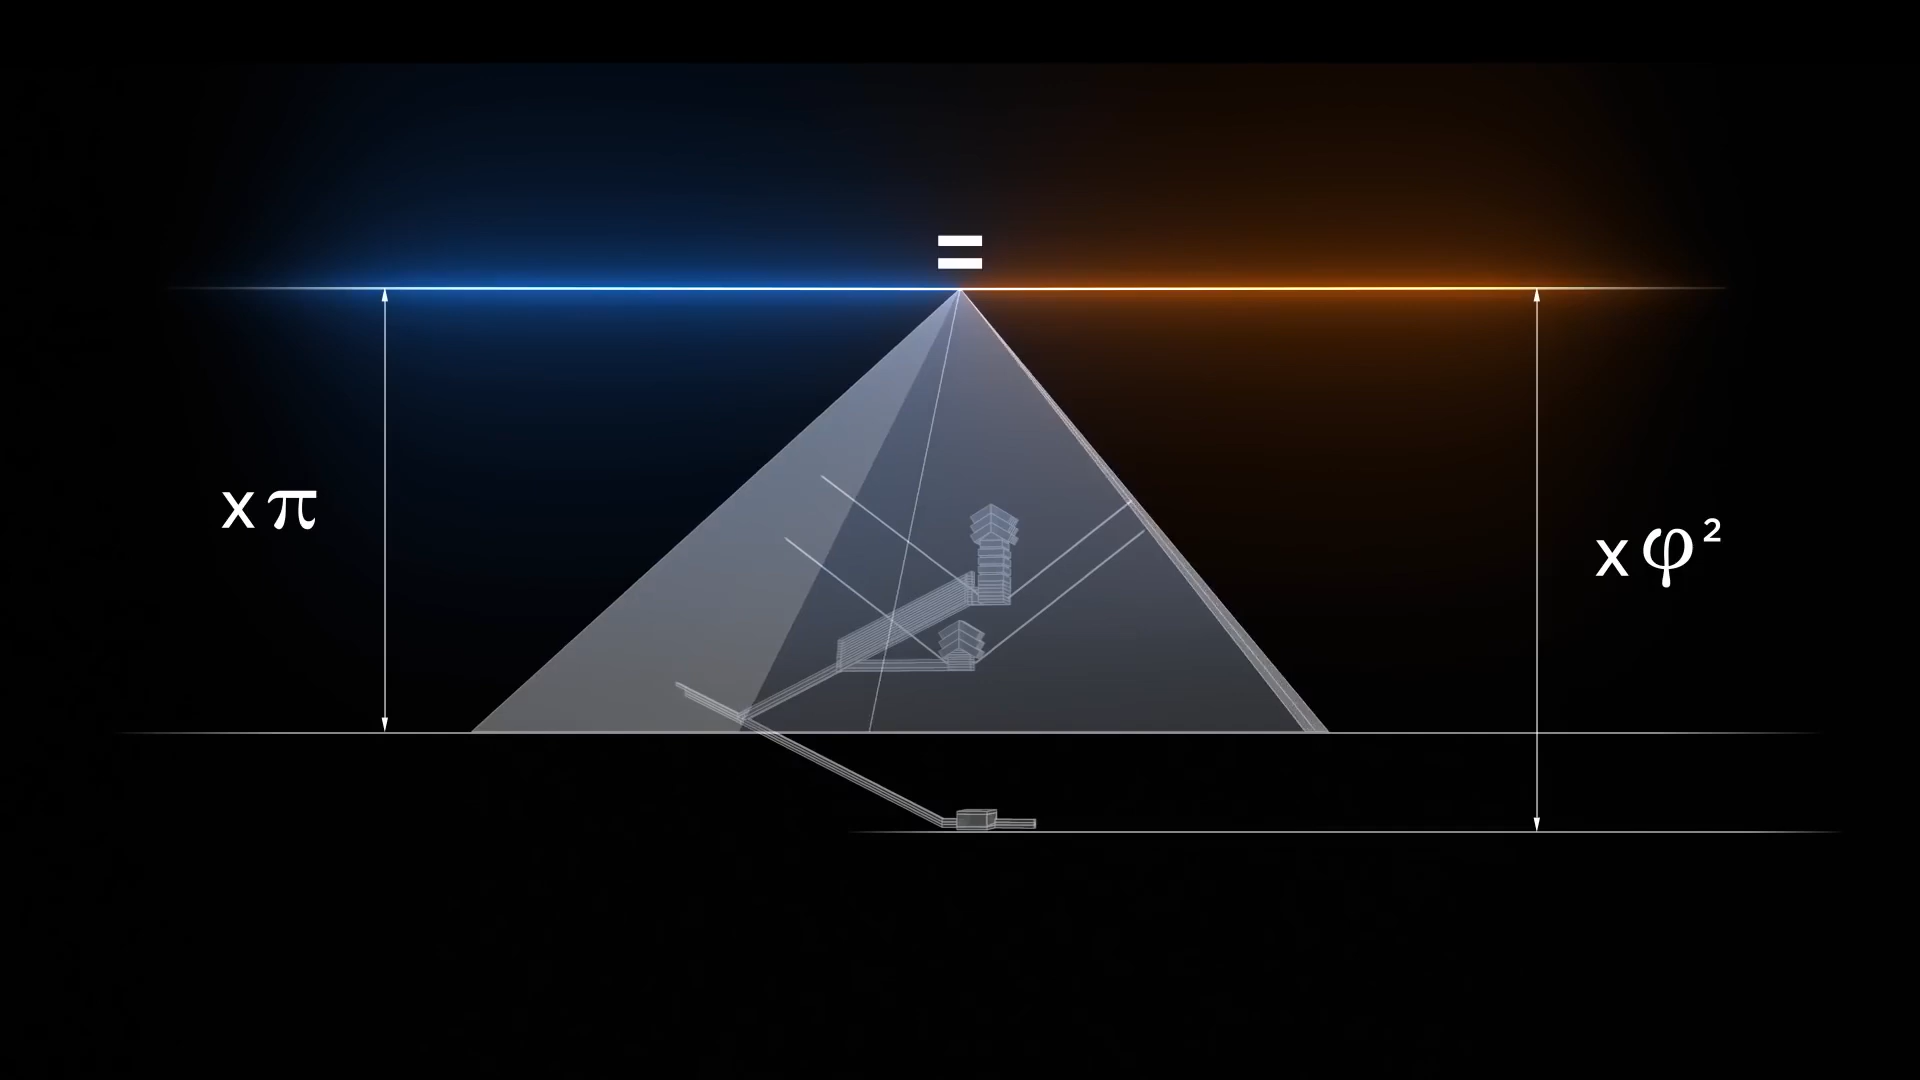 =
x π
x φ²